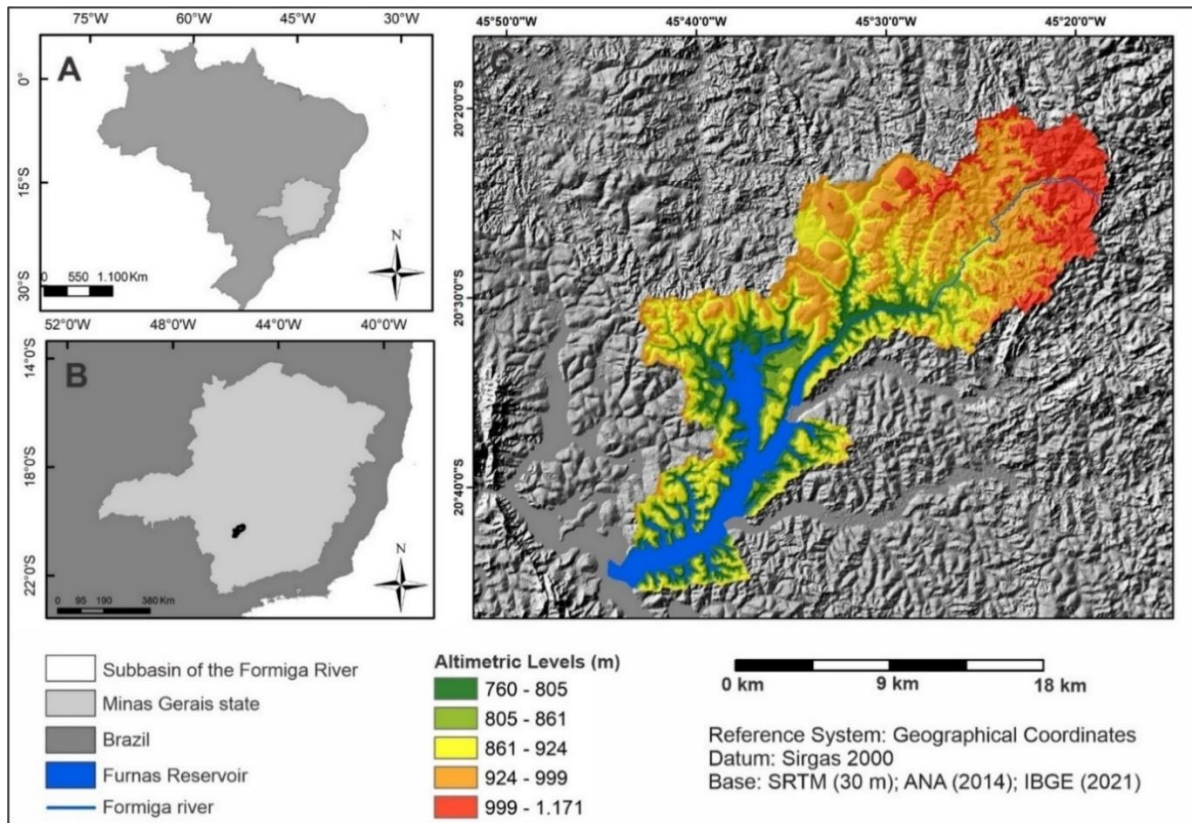 75°W 60°W 45°W 30°W
A
0°
15°S
30°S
N
0 550 1.100 Km
52°0'W 48°W 44°W 40°W
B
14°0'S
18°0'S
22°0'S
N
0 95 190 380 Km
45°50'0"W 45°40'0"W 45°30'0"W 45°20'0"W
C
20°20'0"S
20°30'0"S
20°40'0"S
Subbasin of the Formiga River
Minas Gerais state
Brazil
Furnas Reservoir
Formiga river
Altimetric Levels (m)
760 - 805
805 - 861
861 - 924
924 - 999
999 - 1.171
0 km 9 km 18 km
Reference System: Geographical Coordinates
Datum: Sirgas 2000
Base: SRTM (30 m); ANA (2014); IBGE (2021)